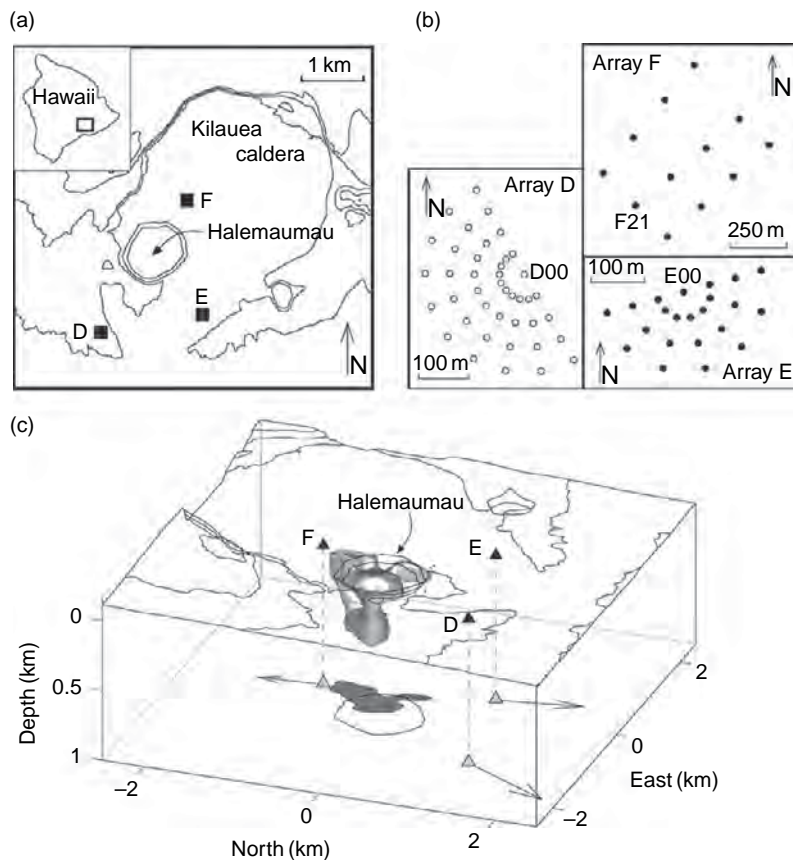 (a)
Hawaii
1 km
Kilauea
caldera
F
Halemaumau
E
D
N
(b)
Array D
N
D00
100 m
Array F
N
F21
250 m
100 m
E00
N
Array E
(c)
Halemaumau
F
E
D
0
0.5
1
Depth (km)
–2
0
2
North (km)
–2
0
2
East (km)